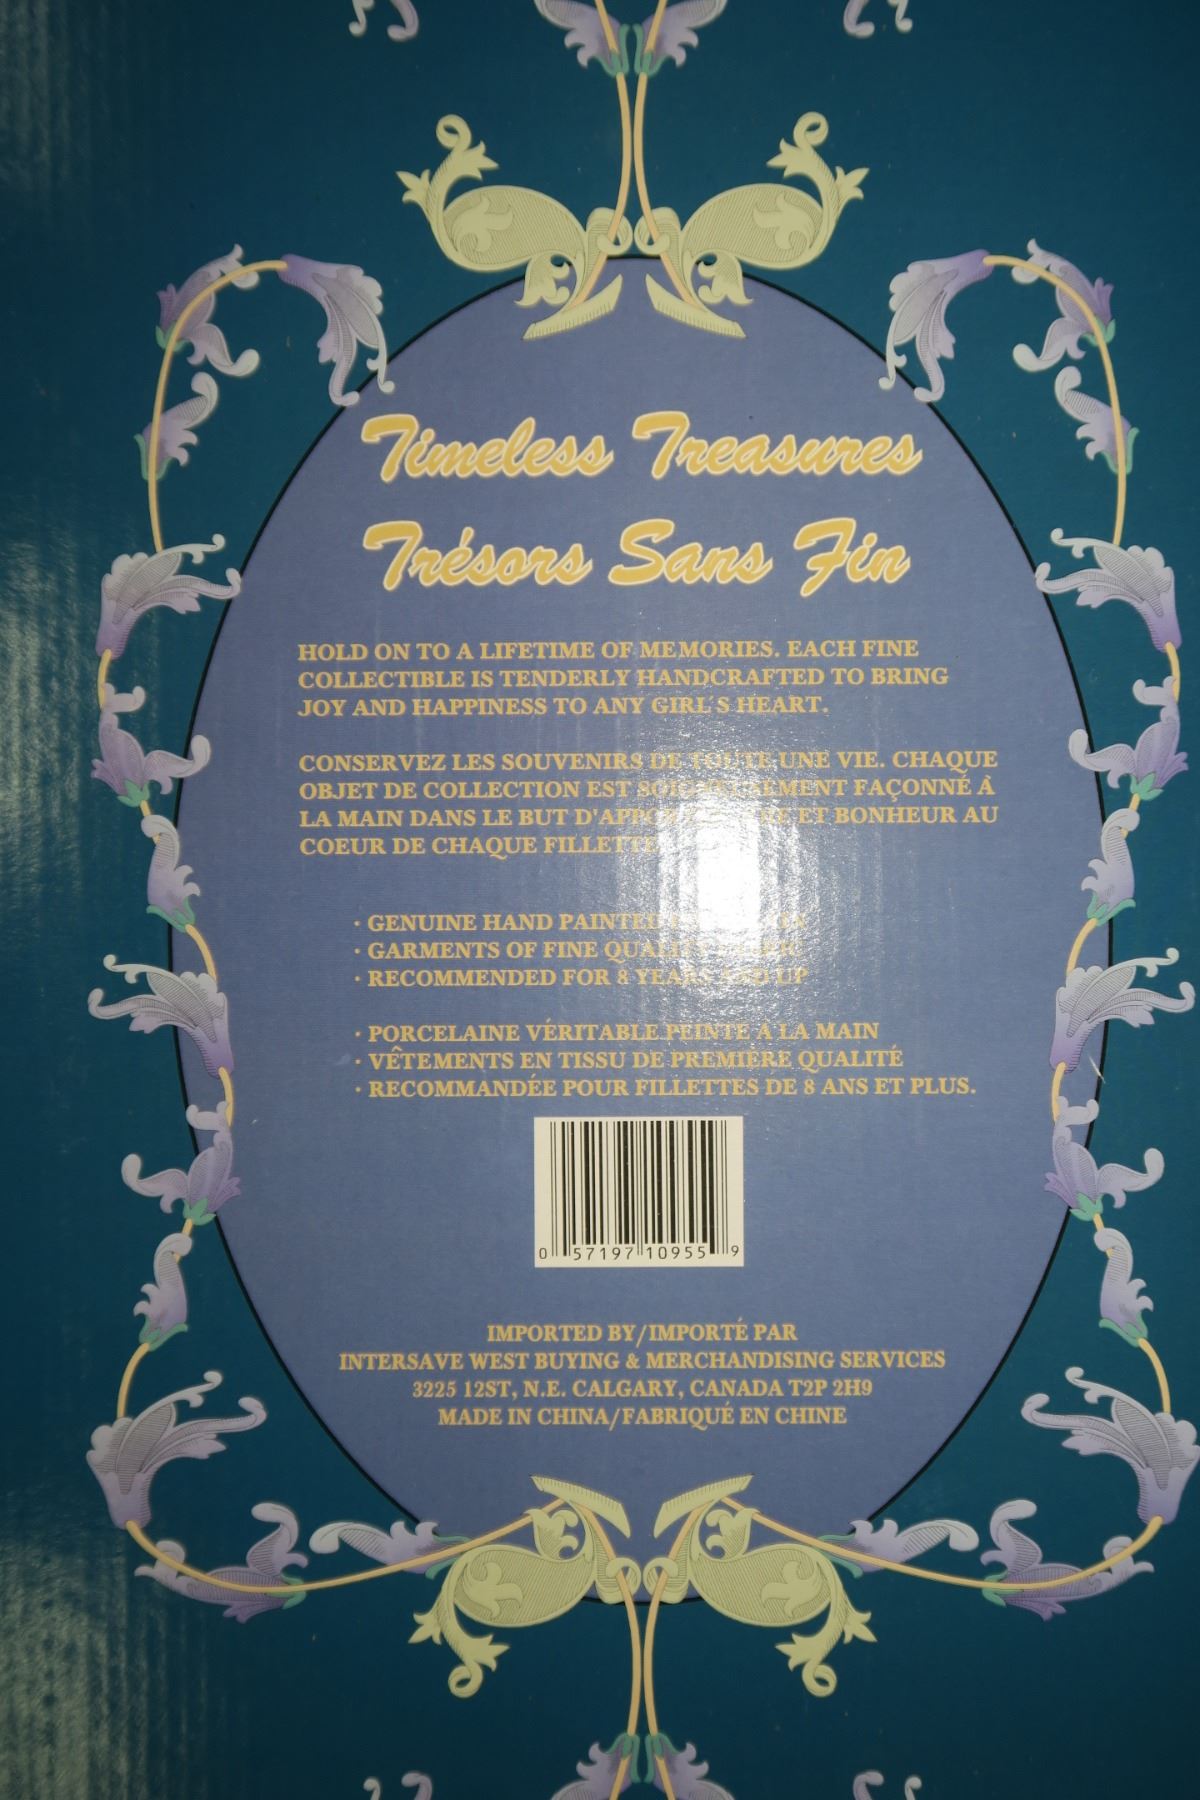 Timeless Treasures
Trésors Sans Fin
HOLD ON TO A LIFETIME OF MEMORIES. EACH FINE
COLLECTIBLE IS TENDERLY HANDCRAFTED TO BRING
JOY AND HAPPINESS TO ANY GIRL'S HEART.
CONSERVEZ LES SOUVENIRS DE TOUTE UNE VIE. CHAQUE
OBJET DE COLLECTION EST SOIGNEUSEMENT FAÇONNÉ À
LA MAIN DANS LE BUT ET BONHEUR AU
COEUR DE CHAQUE FILLETTE
· GENUINE HAND PAINTED
· GARMENTS OF FINE QUALITY FABRIC
· RECOMMENDED FOR 8 YEARS AND UP
· PORCELAINE VÉRITABLE PEINTE À LA MAIN
· VÊTEMENTS EN TISSU DE PREMIÈRE QUALITÉ
· RECOMMANDÉE POUR FILLETTES DE 8 ANS ET PLUS.
0 57197 10955 9
IMPORTED BY/IMPORTÉ PAR
INTERSAVE WEST BUYING & MERCHANDISING SERVICES
3225 12ST, N.E. CALGARY, CANADA T2P 2H9
MADE IN CHINA/FABRIQUÉ EN CHINE